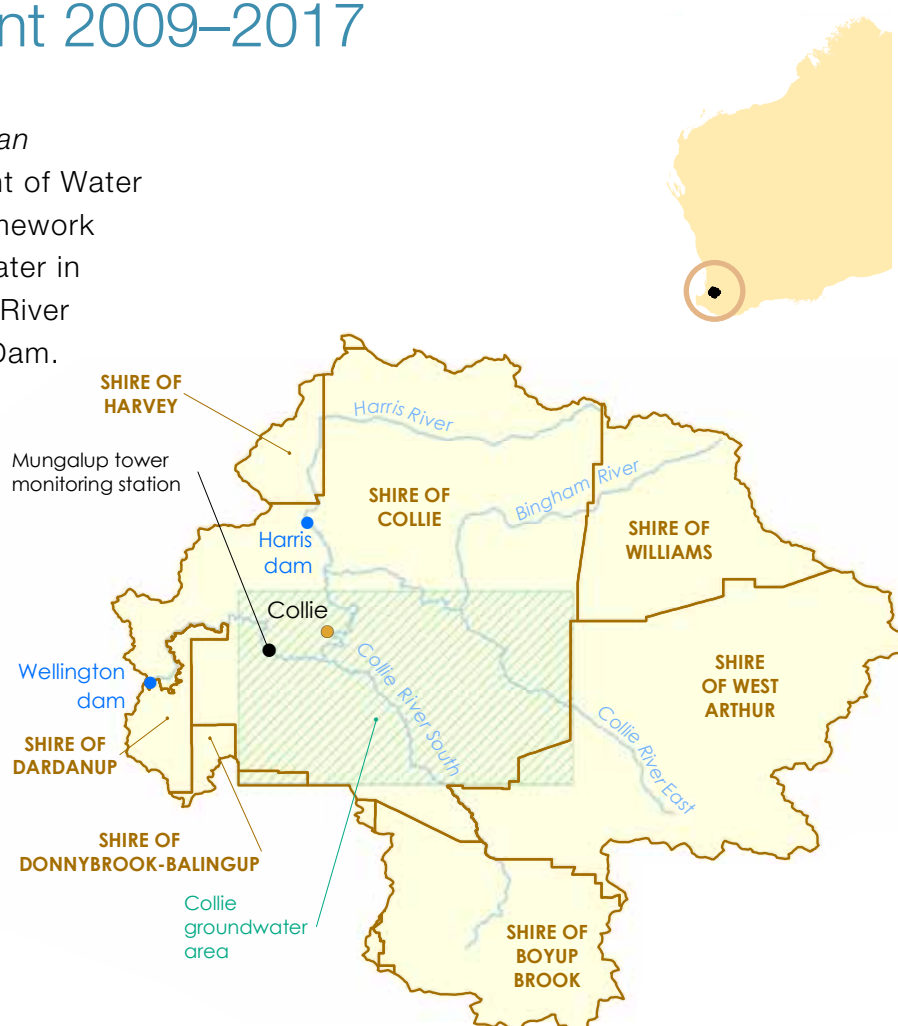 nt 2009–2017
an
nt of Water
nework
ater in
River
Dam.
SHIRE OF
HARVEY
Harris River
Mungalup tower
monitoring station
SHIRE OF
COLLIE
Bingham River
SHIRE OF
WILLIAMS
Harris
dam
Collie
Collie River South
Wellington
dam
SHIRE
OF WEST
ARTHUR
Collie River East
SHIRE OF
DARDANUP
SHIRE OF
DONNYBROOK-BALINGUP
Collie
groundwater
area
SHIRE OF
BOYUP
BROOK